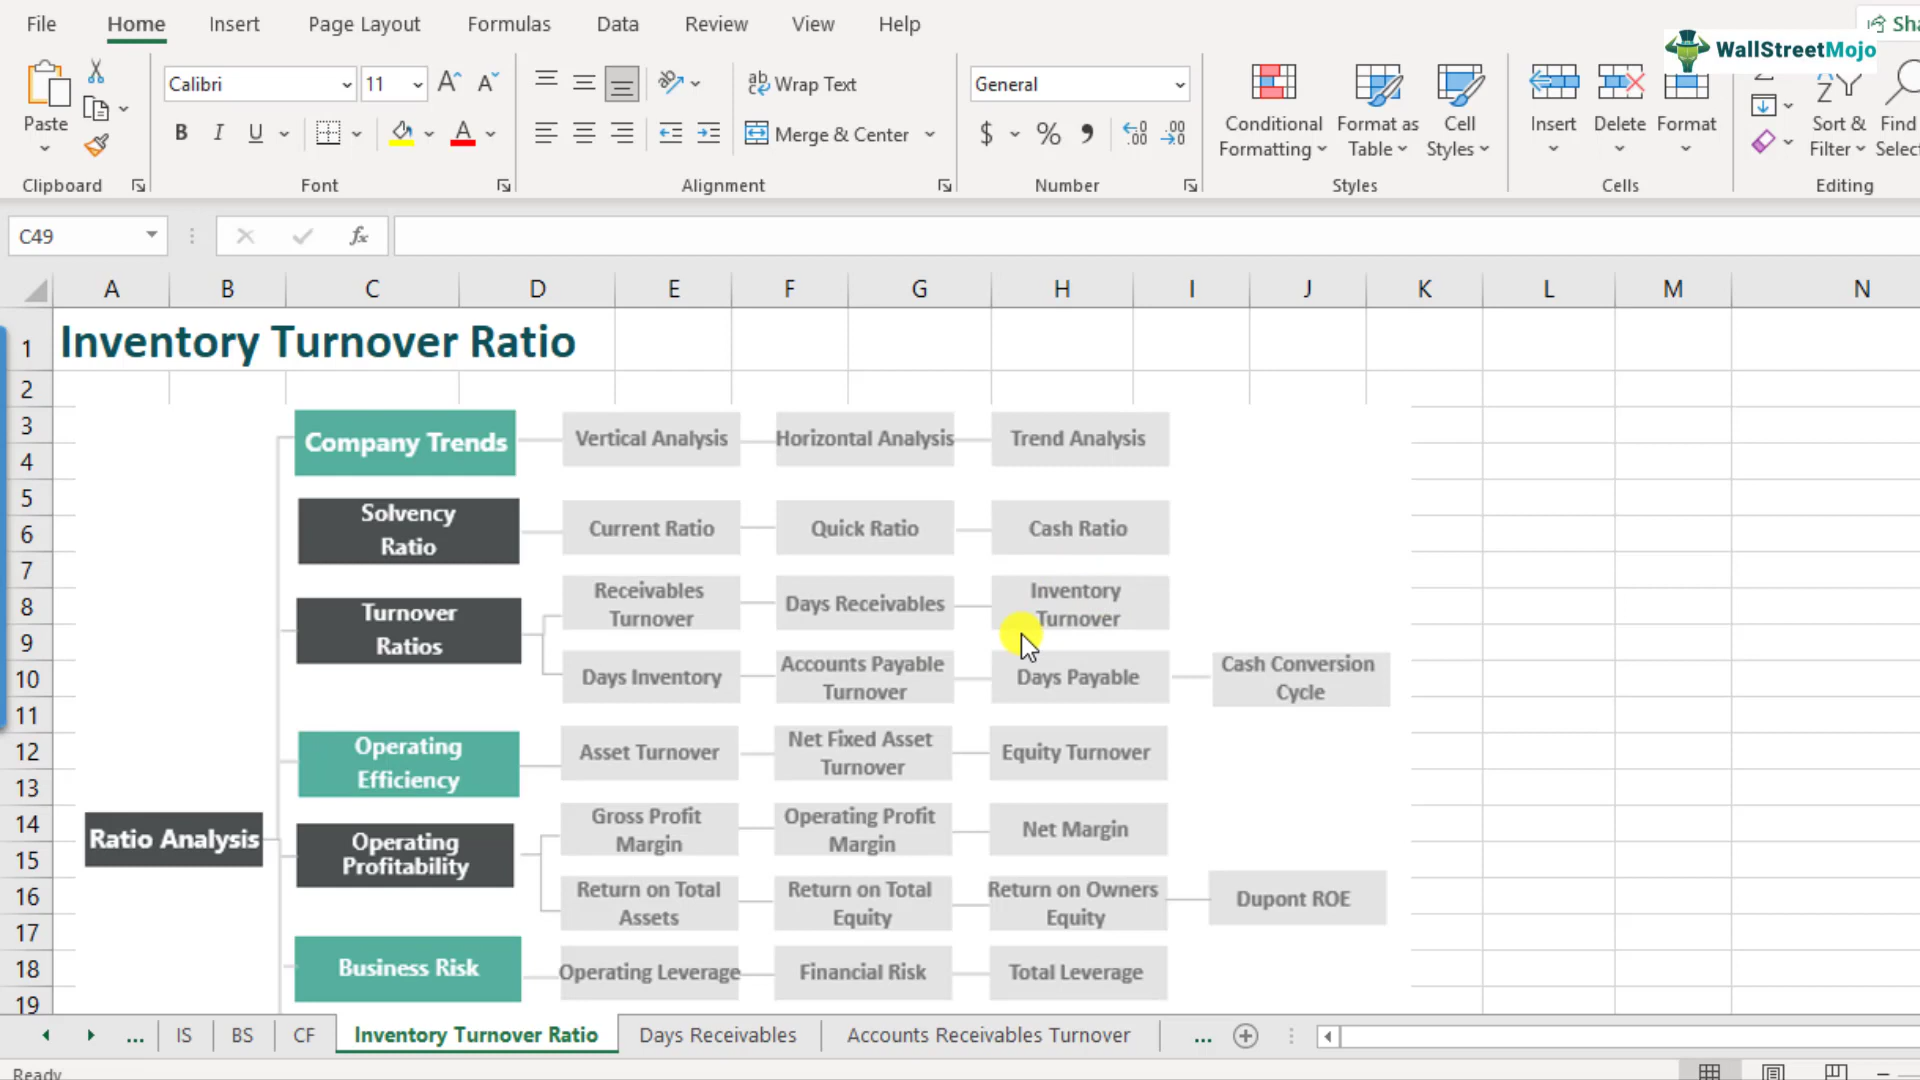 File Home Insert Page Layout Formulas Data Review View Help
WallStreetMojo
Calibri 11 Wrap Text General
Paste B I U Merge & Center $ % Conditional Formatting Format as Table Cell Styles Insert Delete Format Sort & Filter
Clipboard Font Alignment Number Styles Cells Editing
C49 fx
A B C D E F G H I J K L M N
1 Inventory Turnover Ratio
2
3
4
5
6
7
8
9
10
11
12
13
14
15
16
17
18
19
Ratio Analysis
Company Trends
Vertical Analysis
Horizontal Analysis
Trend Analysis
Solvency
Ratio
Current Ratio
Quick Ratio
Cash Ratio
Turnover
Ratios
Receivables
Turnover
Days Receivables
Inventory
Turnover
Days Inventory
Accounts Payable
Turnover
Days Payable
Cash Conversion
Cycle
Operating
Efficiency
Asset Turnover
Net Fixed Asset
Turnover
Equity Turnover
Operating
Profitability
Gross Profit
Margin
Operating Profit
Margin
Net Margin
Return on Total
Assets
Return on Total
Equity
Return on Owners
Equity
Dupont ROE
Business Risk
Operating Leverage
Financial Risk
Total Leverage
... IS BS CF Inventory Turnover Ratio Days Receivables Accounts Receivables Turnover ...
Ready